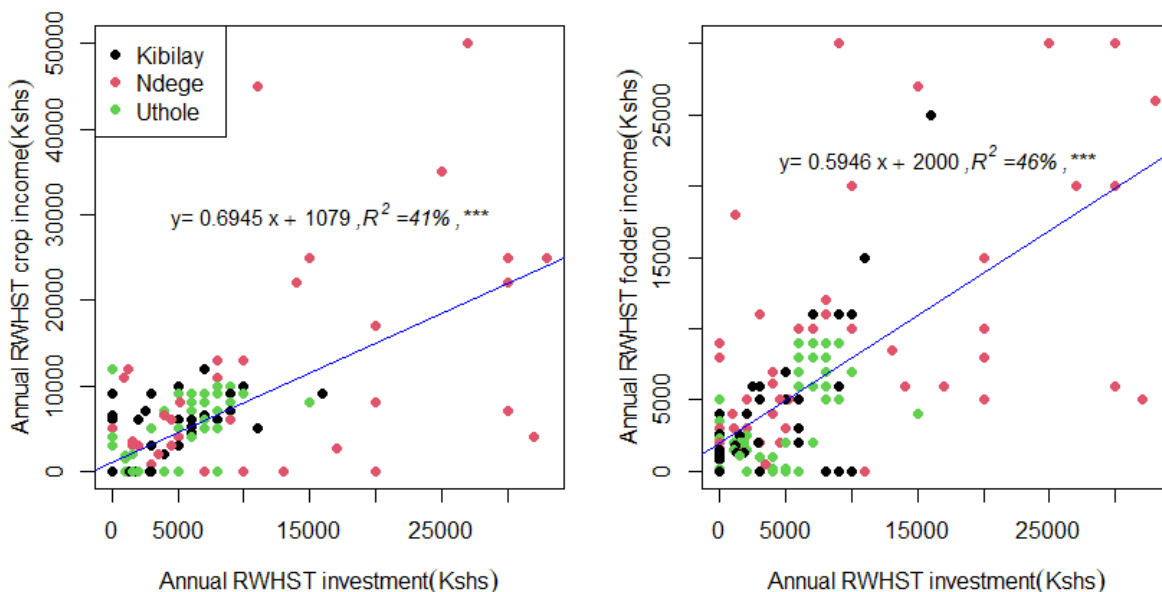 Annual RWHST crop income(Kshs)
50000
40000
30000
20000
10000
0
Kibilay
Ndege
Uthole
y= 0.6945 x + 1079 ,R² =41% ,***
0
5000
15000
25000
Annual RWHST investment(Kshs)
Annual RWHST fodder income(Kshs)
25000
15000
5000
0
y= 0.5946 x + 2000 ,R² =46% ,***
0
5000
15000
25000
Annual RWHST investment(Kshs)